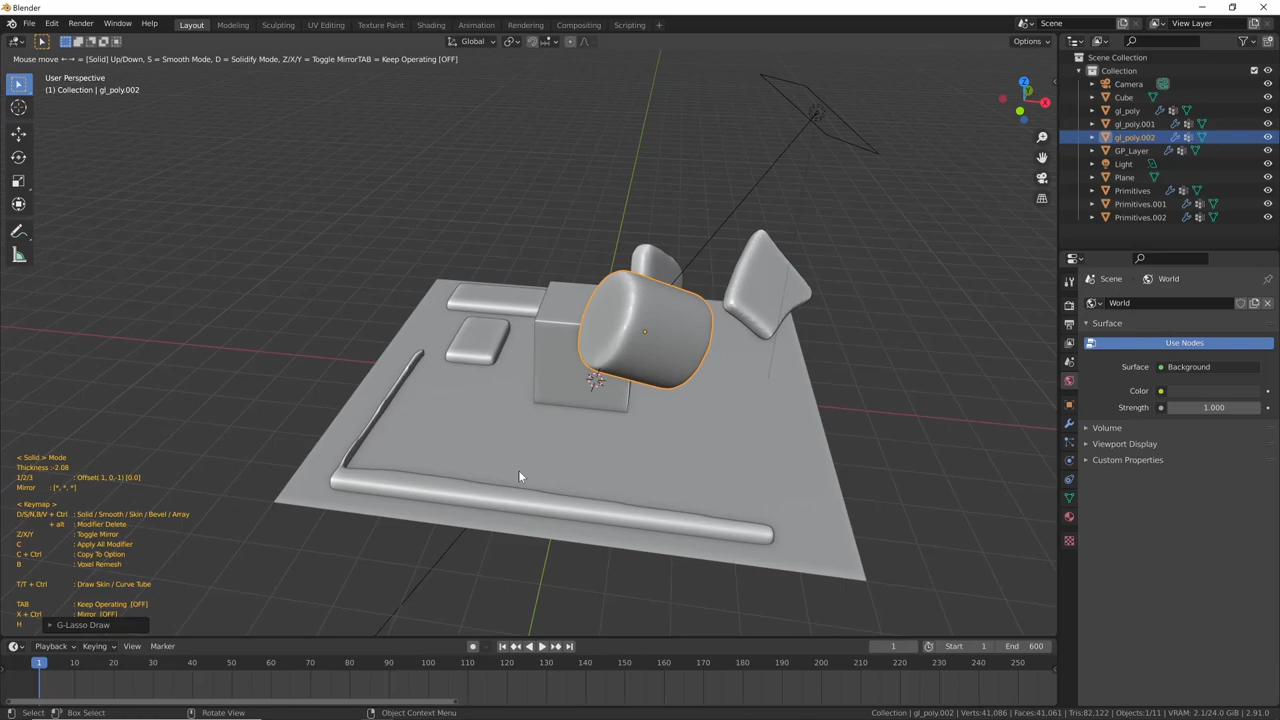 Blender
File Edit Render Window Help
Layout Modeling Sculpting UV Editing Texture Paint Shading Animation Rendering Compositing Scripting +
Scene
View Layer
Global
Options
Mouse move ←→ = [Solid] Up/Down, S = Smooth Mode, D = Solidify Mode, Z/X/Y = Toggle MirrorTAB = Keep Operating [OFF]
User Perspective
(1) Collection | gl_poly.002
Z
Y
X
Scene Collection
Collection
Camera
Cube
gl_poly
gl_poly.001
gl_poly.002
GP_Layer
Light
Plane
Primitives
Primitives.001
Primitives.002
Scene > World
World
Surface
Use Nodes
Surface Background
Color
Strength 1.000
Volume
Viewport Display
Custom Properties
< Solid > Mode
Thickness :-2.08
1/2/3 : Offset( 1, 0,-1) [0.0]
Mirror : [*, *, *]
< Keymap >
D/S/N,B/V + Ctrl : Solid / Smooth / Skin / Bevel / Array
+ alt : Modifier Delete
Z/X/Y : Toggle Mirror
C : Apply All Modifier
C + Ctrl : Copy To Option
B : Voxel Remesh
T/T + Ctrl : Draw Skin / Curve Tube
TAB : Keep Operating [OFF]
X + Ctrl : Mirror [OFF]
H
G-Lasso Draw
Playback Keying View Marker
1 Start 1 End 600
1 10 20 30 40 50 60 70 80 90 100 110 120 130 140 150 160 170 180 190 200 210 220 230 240 250
Select Box Select Rotate View Object Context Menu
Collection | gl_poly.002 | Verts:41,086 | Faces:41,061 | Tris:82,122 | Objects:1/11 | VRAM: 2.1/24.0 GiB | 2.91.0